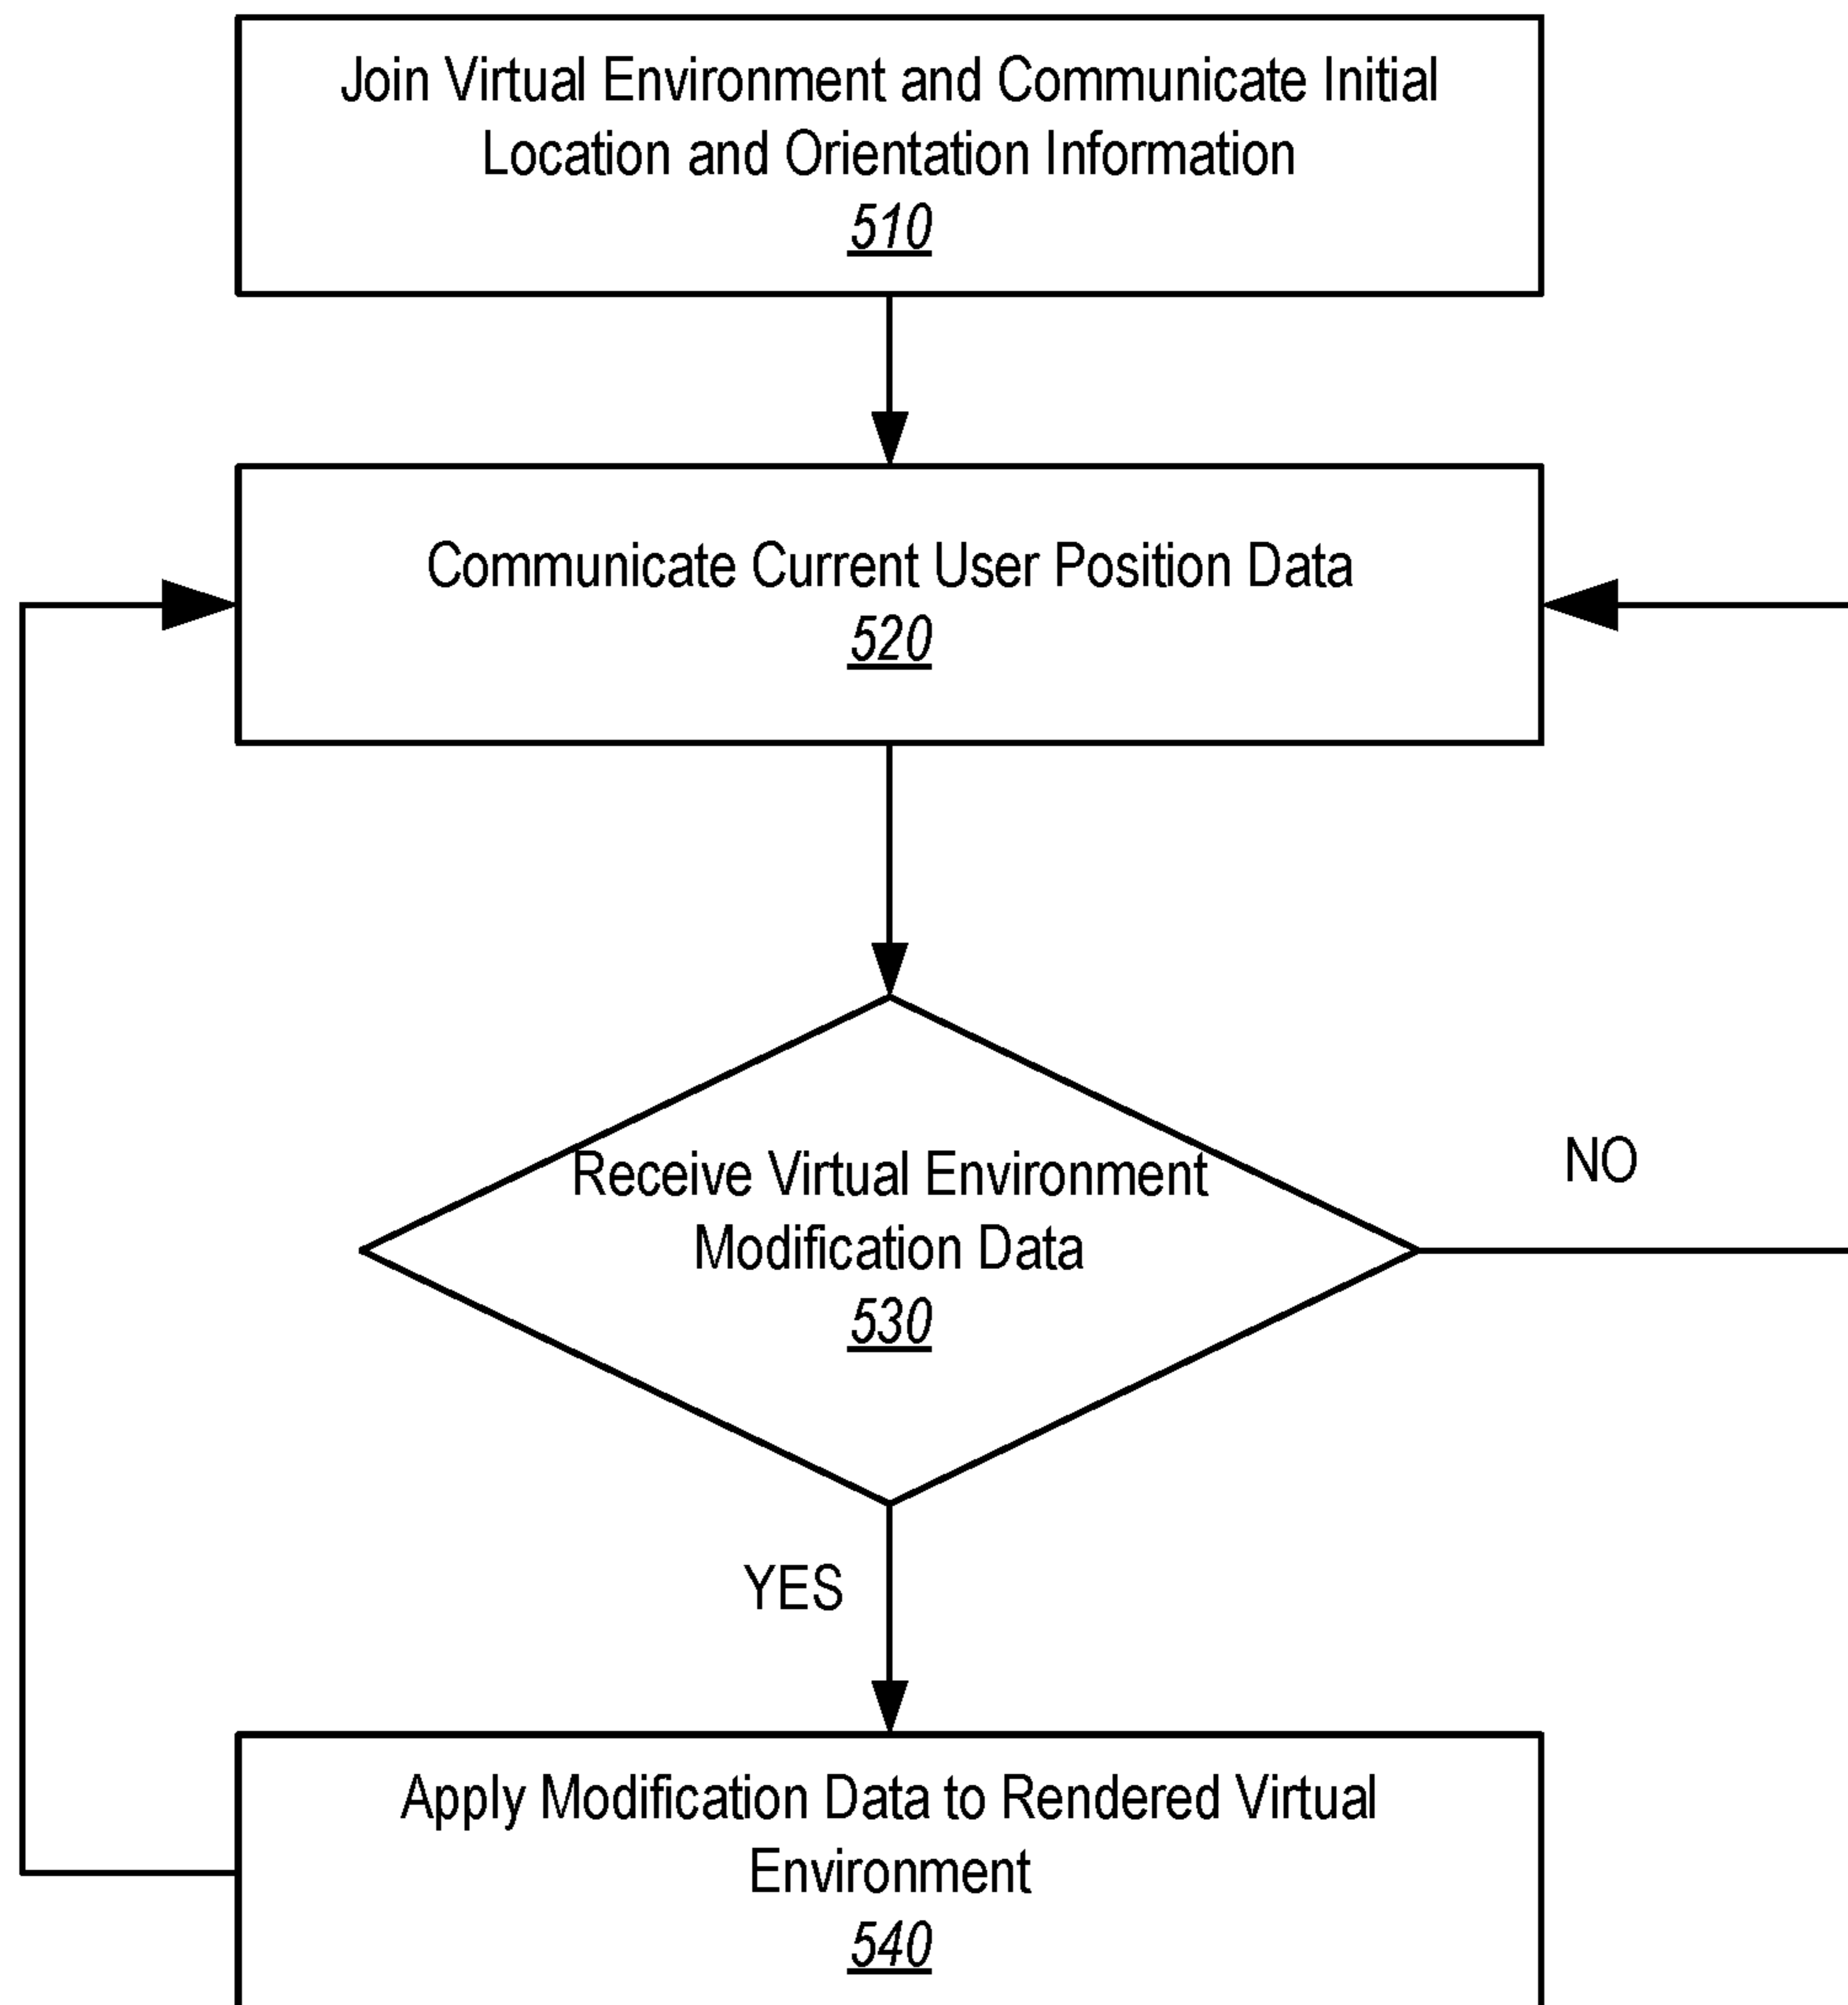 Join Virtual Environment and Communicate Initial
Location and Orientation Information
510
Communicate Current User Position Data
520
Receive Virtual Environment
Modification Data
530
NO
YES
Apply Modification Data to Rendered Virtual
Environment
540